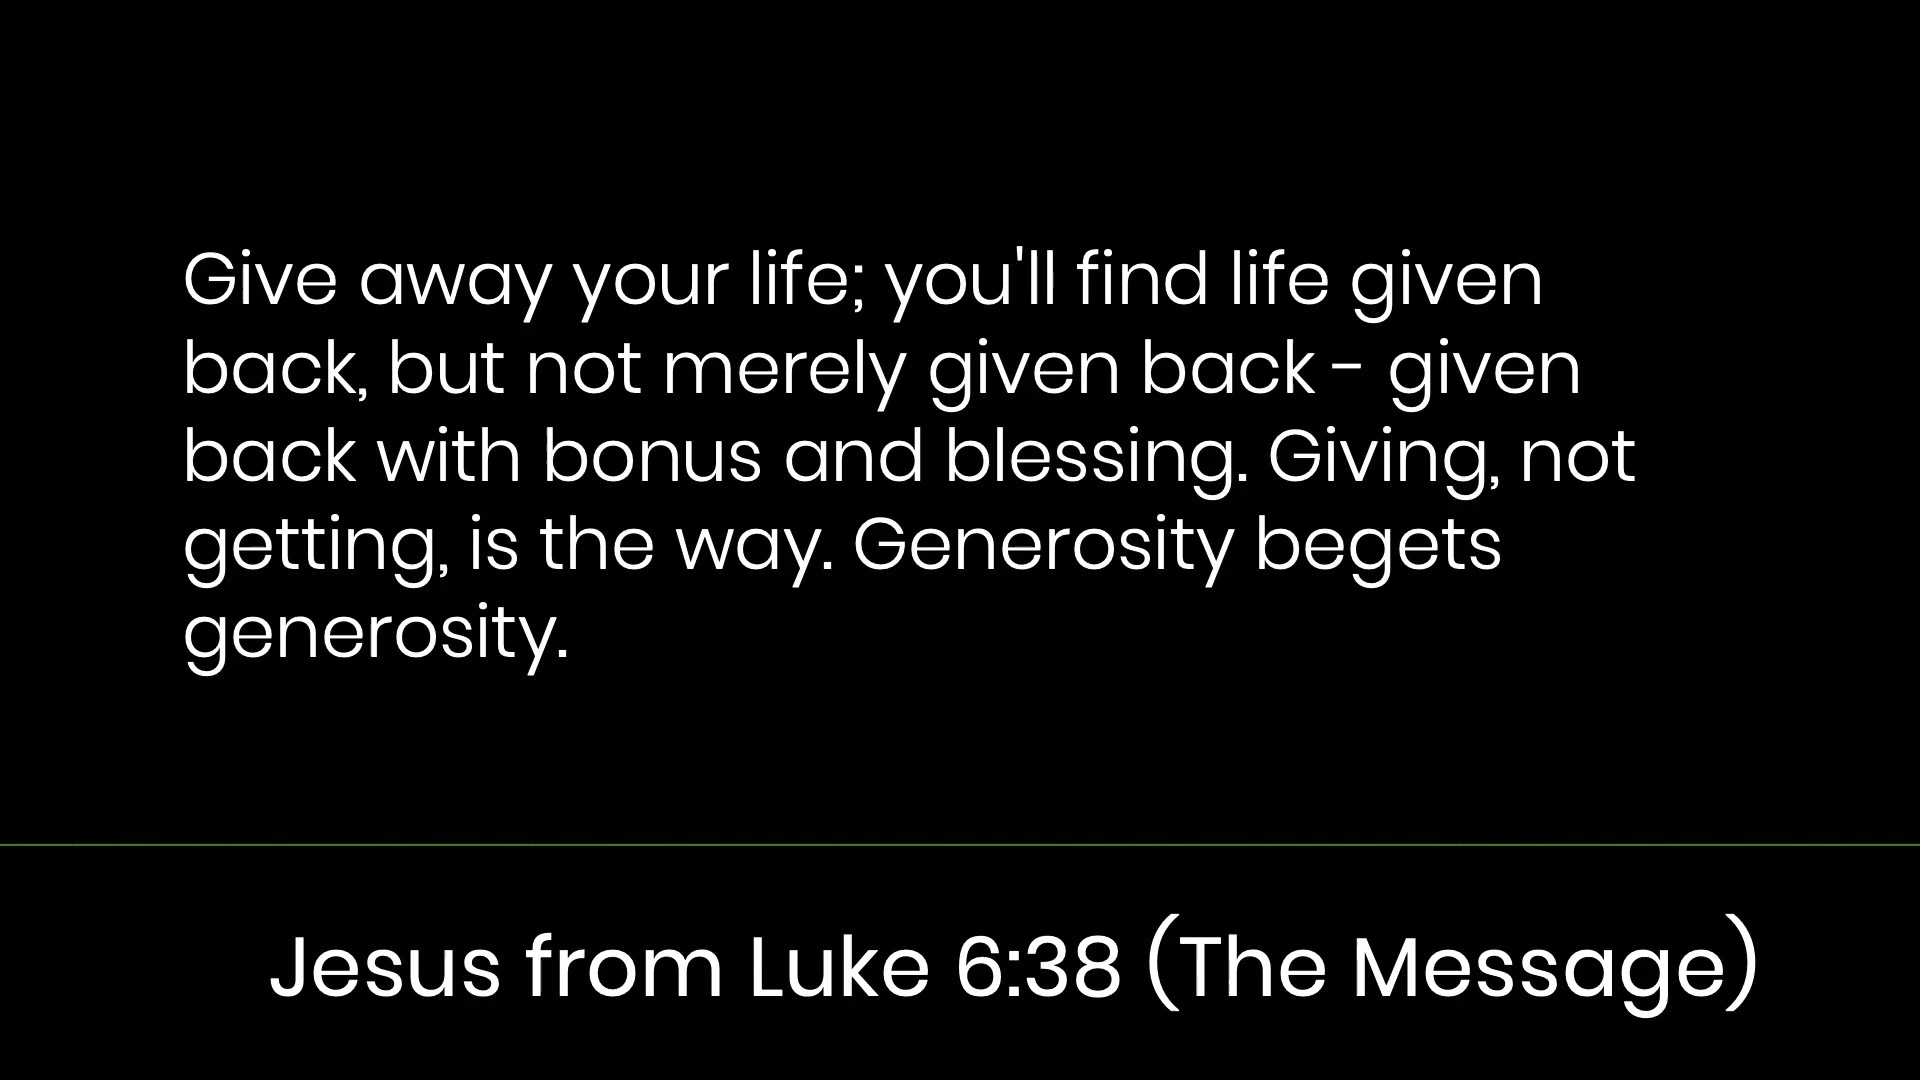 Give away your life; you'll find life given
back, but not merely given back - given
back with bonus and blessing. Giving, not
getting, is the way. Generosity begets
generosity.
Jesus from Luke 6:38 (The Message)